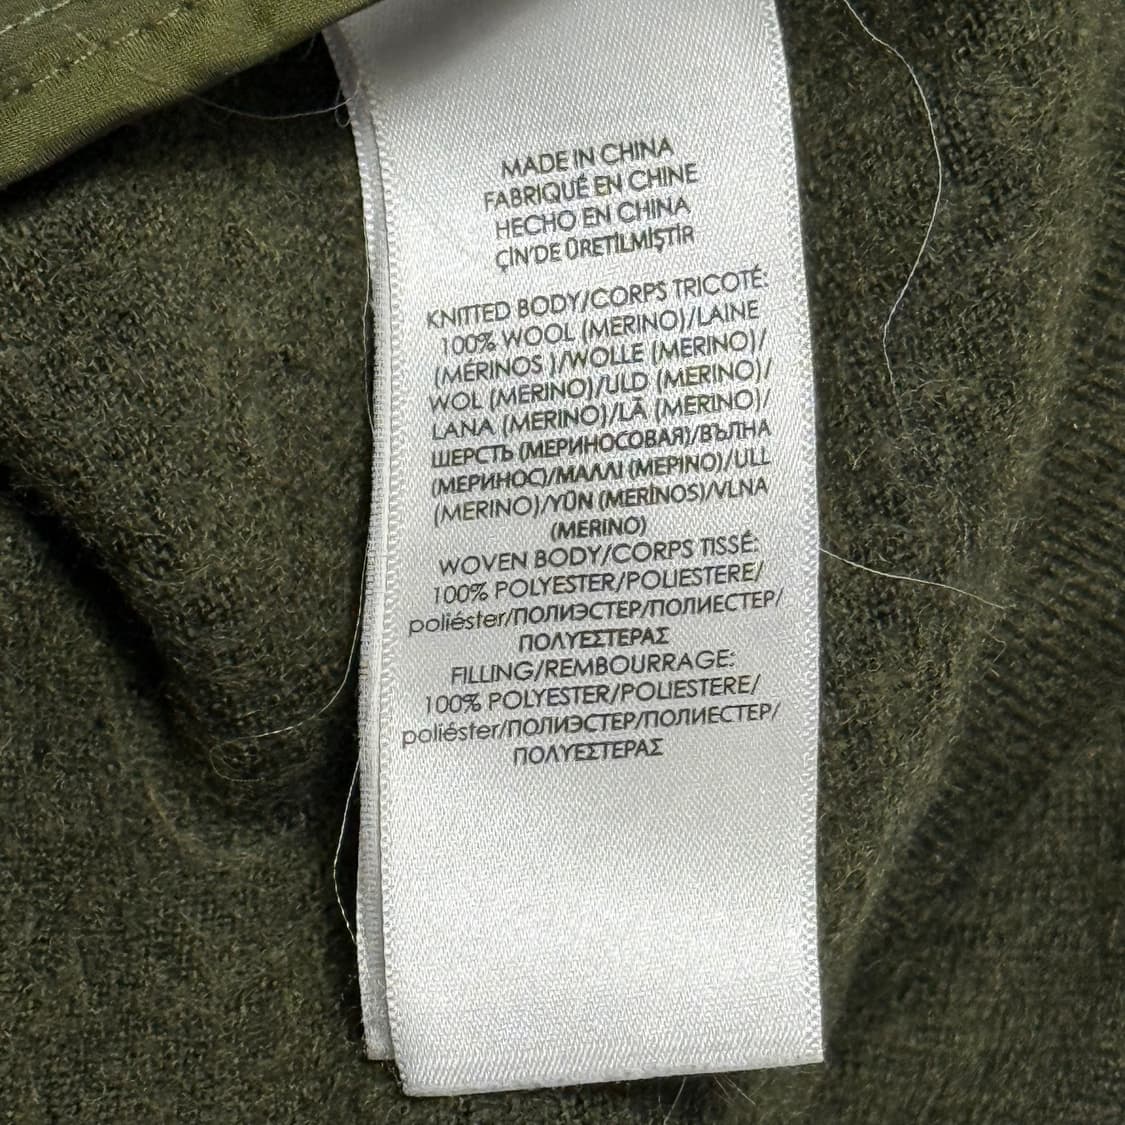 MADE IN CHINA
FABRIQUÉ EN CHINE
HECHO EN CHINA
ÇİN'DE ÜRETİLMİŞTİR
KNITTED BODY/CORPS TRICOTÉ:
100% WOOL (MERINO)/LAINE
(MÉRINOS )/WOLLE (MERINO)/
WOL (MERINO)/ULD (MERINO)/
LANA (MERINO)/LÃ (MERINO)/
ШЕРСТЬ (МЕРИНОСОВАЯ)/ВЪЛНА
(МЕРИНОС)/ΜΑΛΛΙ (ΜΕΡΙΝΟ)/ULL
(MERINO)/YÜN (MERİNOS)/VLNA
(MERINO)
WOVEN BODY/CORPS TISSÉ:
100% POLYESTER/POLIESTERE/
poliéster/ПОЛИЭСТЕР/ПОЛИЕСТЕР/
ΠΟΛΥΕΣΤΕΡΑΣ
FILLING/REMBOURRAGE:
100% POLYESTER/POLIESTERE/
poliéster/ПОЛИЭСТЕР/ПОЛИЕСТЕР/
ΠΟΛΥΕΣΤΕΡΑΣ